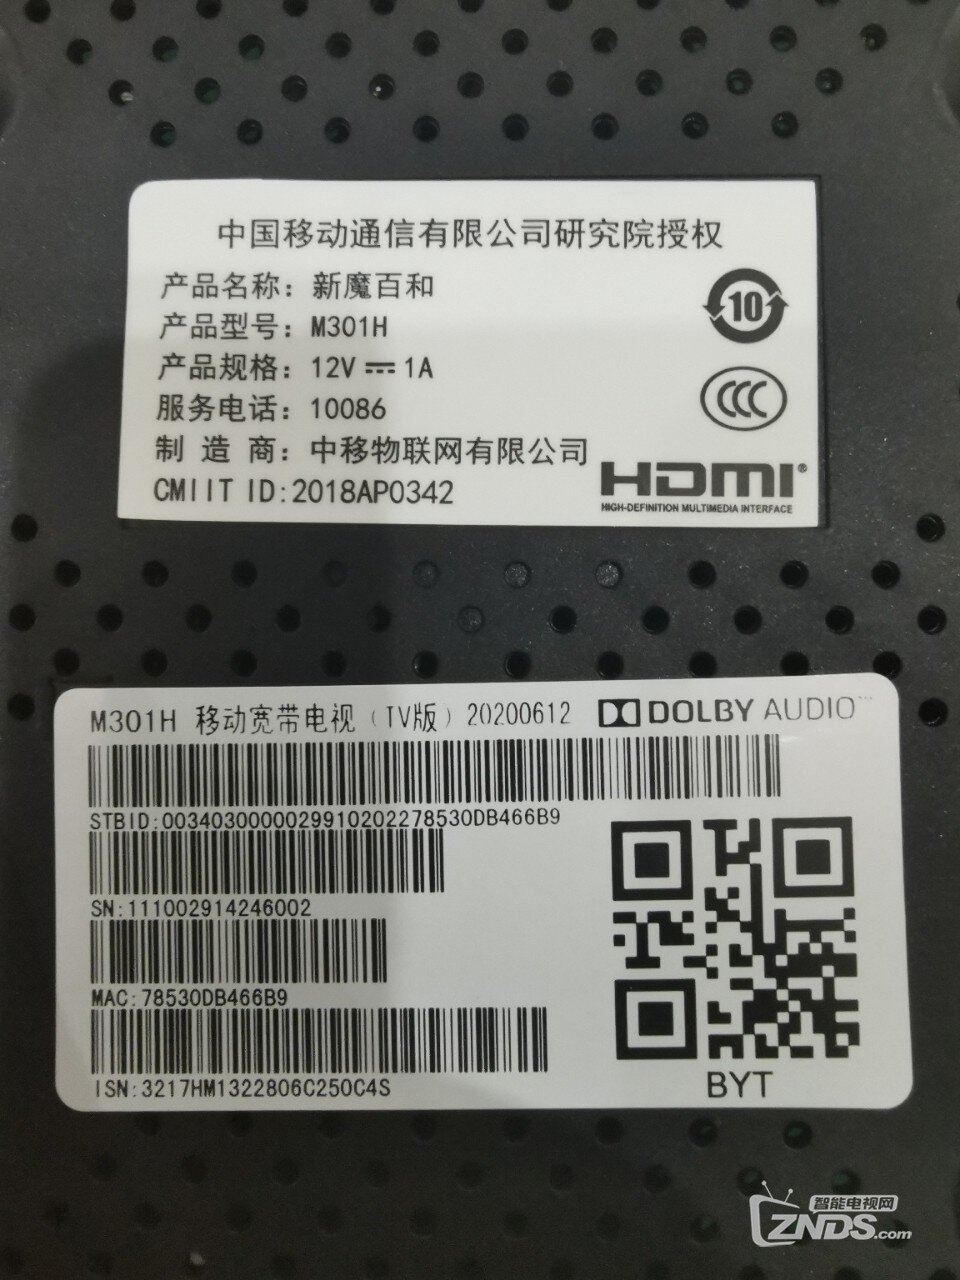 中国移动通信有限公司研究院授权
产品名称：新魔百和
产品型号：M301H
产品规格：12V ⎓ 1A
服务电话：10086
制 造 商：中移物联网有限公司
CMIIT ID:2018AP0342
10
CCC
HDMI®
HIGH-DEFINITION MULTIMEDIA INTERFACE
M301H 移动宽带电视（TV版）20200612
DOLBY AUDIO™
STBID:0034030000029910202278530DB466B9
SN:111002914246002
MAC:78530DB466B9
ISN:3217HM1322806C250C4S
BYT
智能电视网
ZNDS.com